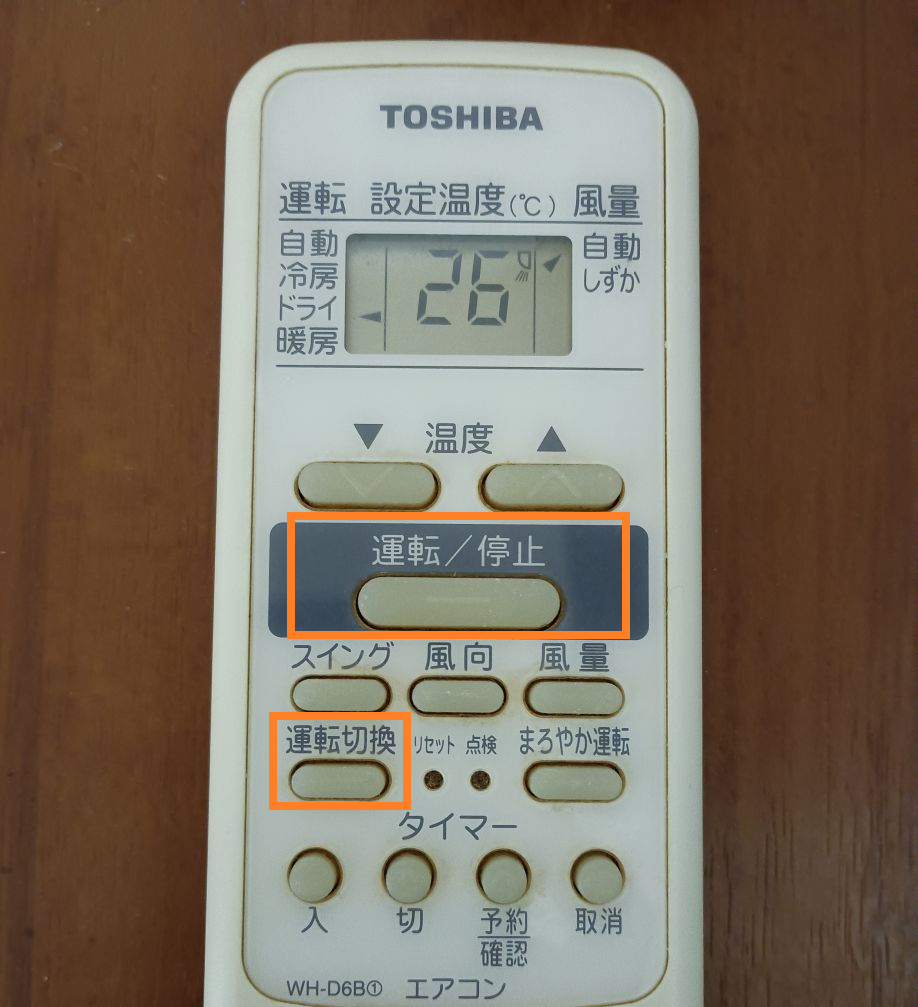 TOSHIBA
運転 設定温度(℃) 風量
自動
冷房
ドライ
暖房
26
自動
しずか
▼ 温度 ▲
運転／停止
スイング 風向 風量
運転切換 リセット 点検 まろやか運転
タイマー
入 切 予約 取消
確認
WH-D6B① エアコン